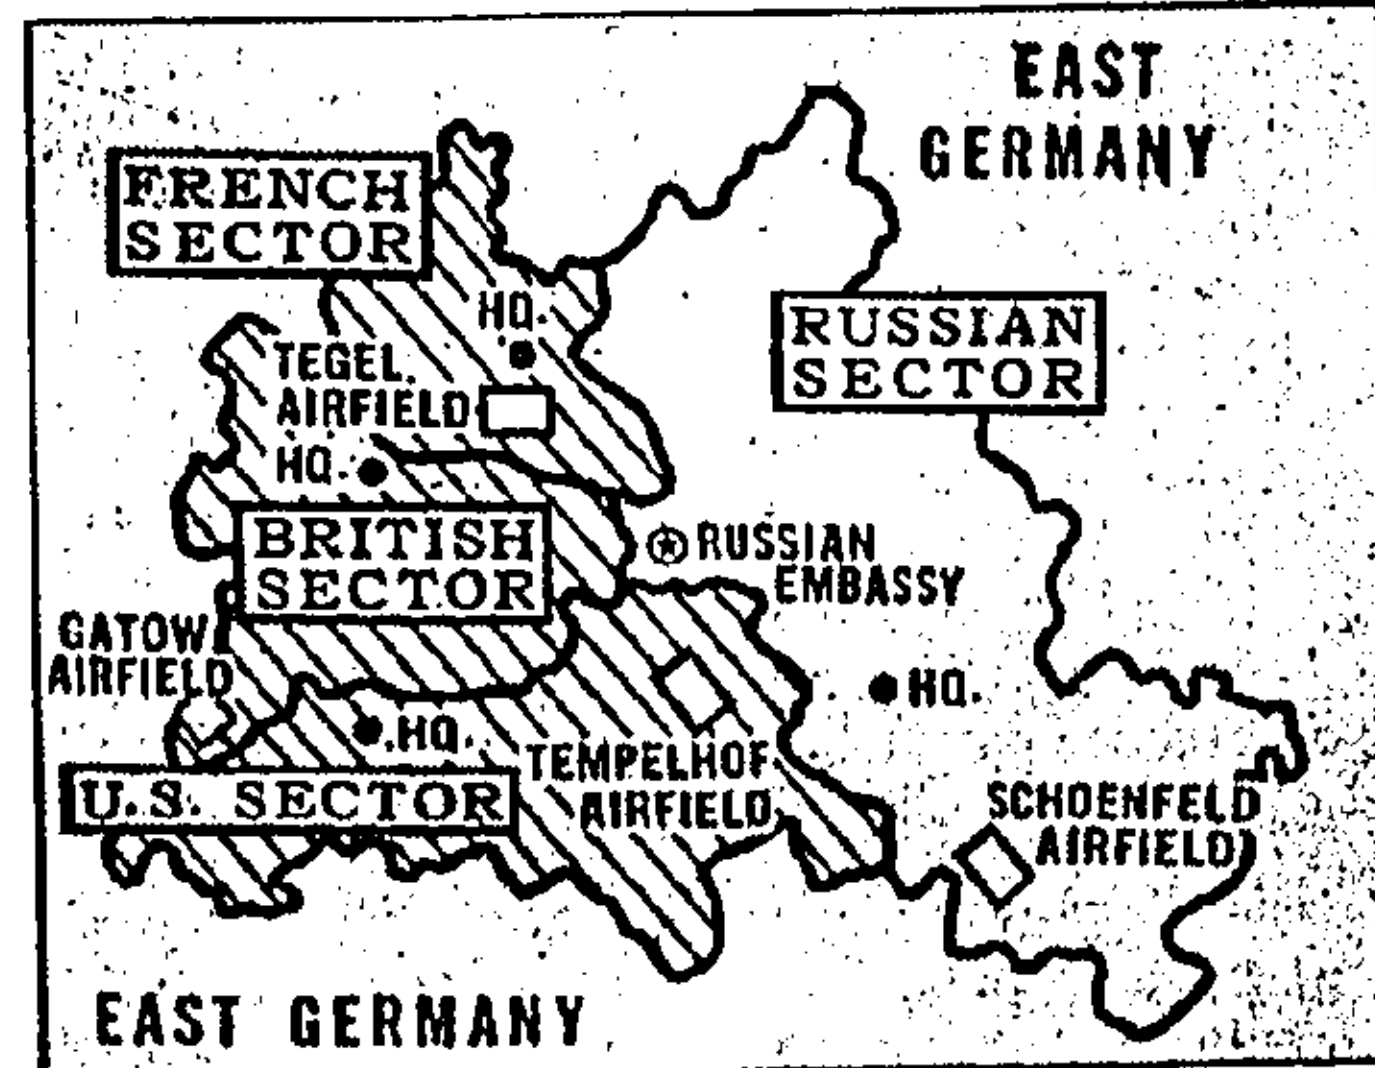 EAST
GERMANY
FRENCH
SECTOR
HQ.
RUSSIAN
SECTOR
TEGEL
AIRFIELD
HQ.
BRITISH
SECTOR
RUSSIAN
EMBASSY
GATOW
AIRFIELD
HQ.
HQ.
TEMPELHOF
AIRFIELD
U.S. SECTOR
SCHOENFELD
AIRFIELD
EAST GERMANY